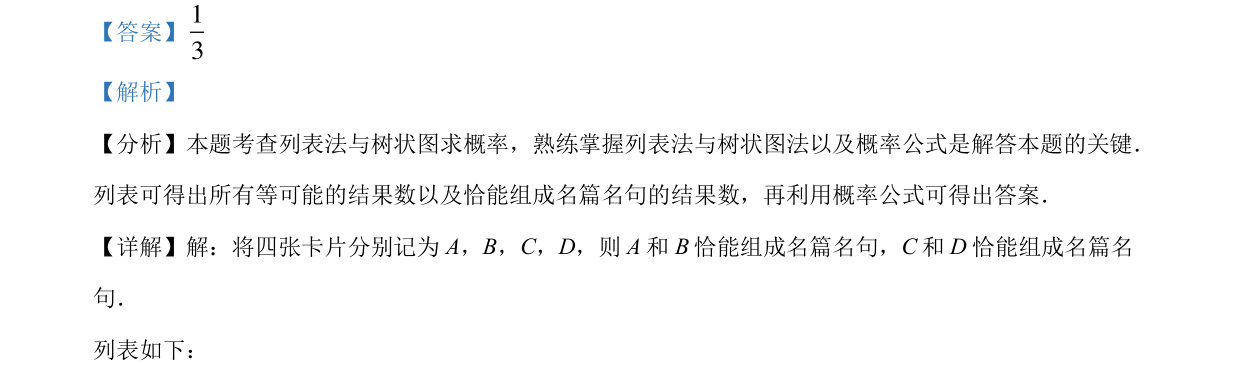 【答案】1/3
【解析】
【分析】本题考查列表法与树状图求概率，熟练掌握列表法与树状图法以及概率公式是解答本题的关键．
列表可得出所有等可能的结果数以及恰能组成名篇名句的结果数，再利用概率公式可得出答案．
【详解】解：将四张卡片分别记为 A，B，C，D，则 A 和 B 恰能组成名篇名句，C 和 D 恰能组成名篇名
句．
列表如下：